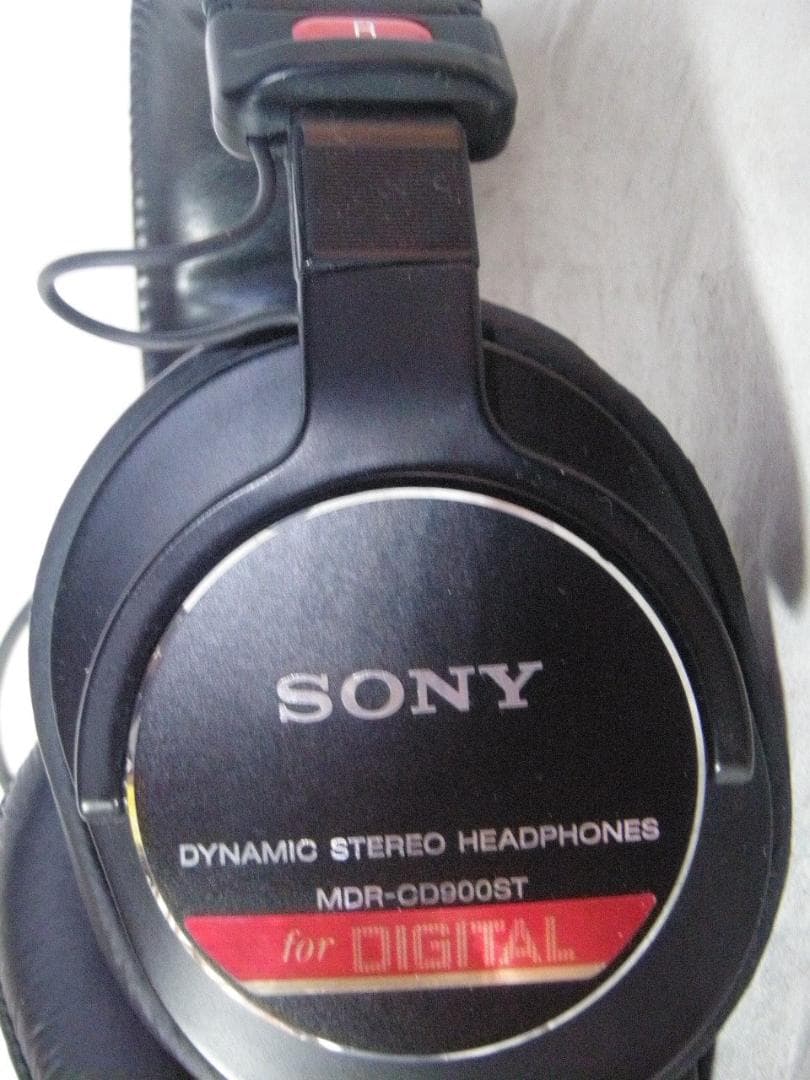 R
SONY
DYNAMIC STEREO HEADPHONES
MDR-CD900ST
for DIGITAL